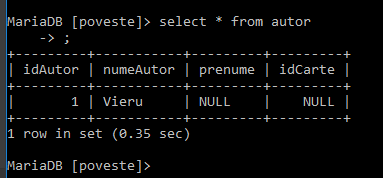 MariaDB [poveste]> select * from autor
    -> ;
+---------+-----------+---------+---------+
| idAutor | numeAutor | prenume | idCarte |
+---------+-----------+---------+---------+
|       1 | Vieru     | NULL    |    NULL |
+---------+-----------+---------+---------+
1 row in set (0.35 sec)
MariaDB [poveste]>